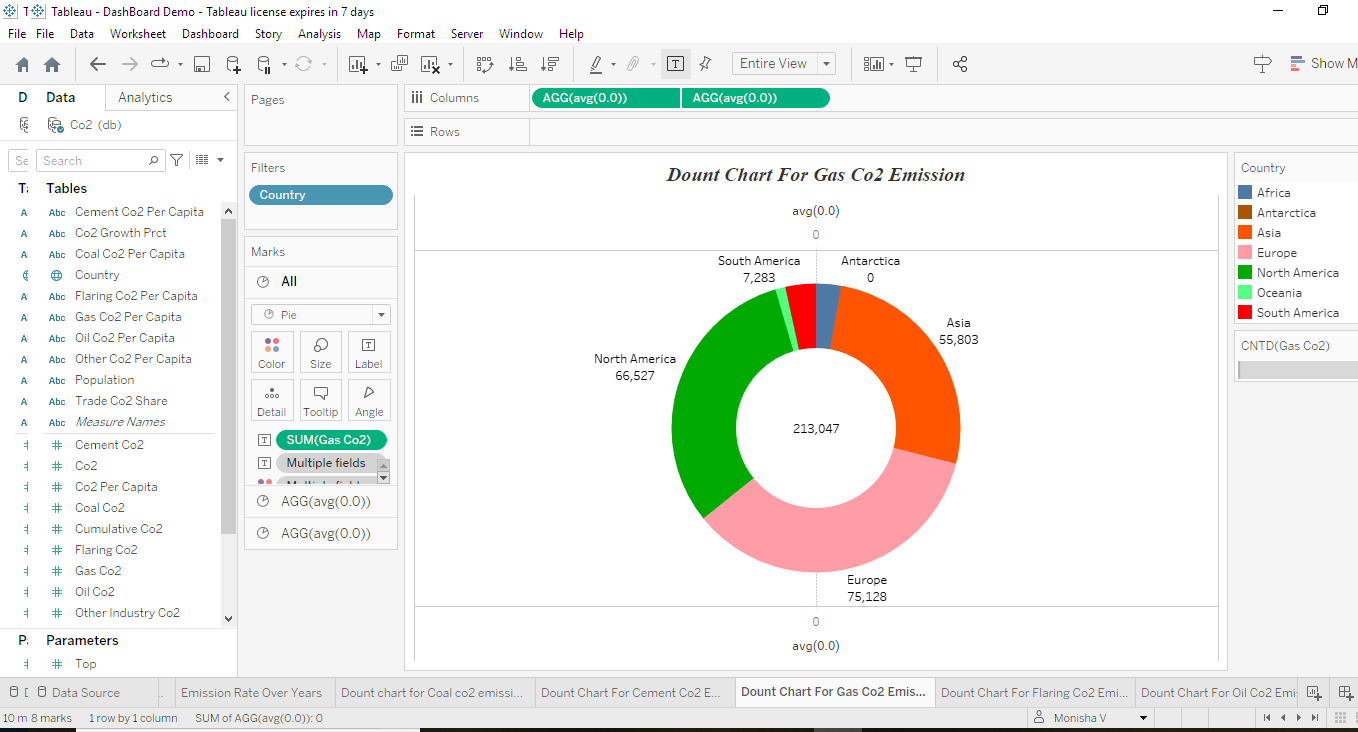 T Tableau - DashBoard Demo - Tableau license expires in 7 days
File File Data Worksheet Dashboard Story Analysis Map Format Server Window Help
Entire View
Show M
D Data Analytics
Co2 (db)
Se Search
T: Tables
Abc Cement Co2 Per Capita
Abc Co2 Growth Prct
Abc Coal Co2 Per Capita
Country
Abc Flaring Co2 Per Capita
Abc Gas Co2 Per Capita
Abc Oil Co2 Per Capita
Abc Other Co2 Per Capita
Abc Population
Abc Trade Co2 Share
Abc Measure Names
Cement Co2
Co2
Co2 Per Capita
Coal Co2
Cumulative Co2
Flaring Co2
Gas Co2
Oil Co2
Other Industry Co2
Parameters
Top
Pages
Filters
Country
Marks
All
Pie
Color Size Label
Detail Tooltip Angle
SUM(Gas Co2)
Multiple fields
AGG(avg(0.0))
AGG(avg(0.0))
Columns AGG(avg(0.0)) AGG(avg(0.0))
Rows
Dount Chart For Gas Co2 Emission
avg(0.0)
0
South America
7,283
Antarctica
0
Asia
55,803
North America
66,527
213,047
Europe
75,128
0
avg(0.0)
Country
Africa
Antarctica
Asia
Europe
North America
Oceania
South America
CNTD(Gas Co2)
Data Source
Emission Rate Over Years
Dount chart for Coal co2 emissi...
Dount Chart For Cement Co2 E...
Dount Chart For Gas Co2 Emis...
Dount Chart For Flaring Co2 Emi...
Dount Chart For Oil Co2 Emi
10 m 8 marks 1 row by 1 column SUM of AGG(avg(0.0)): 0
Monisha V